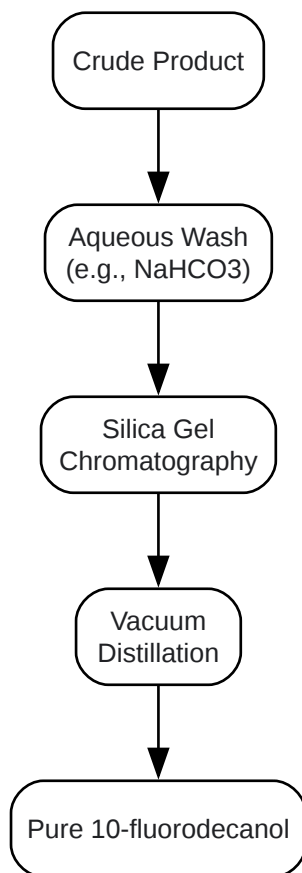 Crude Product
Aqueous Wash
(e.g., NaHCO3)
Silica Gel
Chromatography
Vacuum
Distillation
Pure 10-fluorodecanol